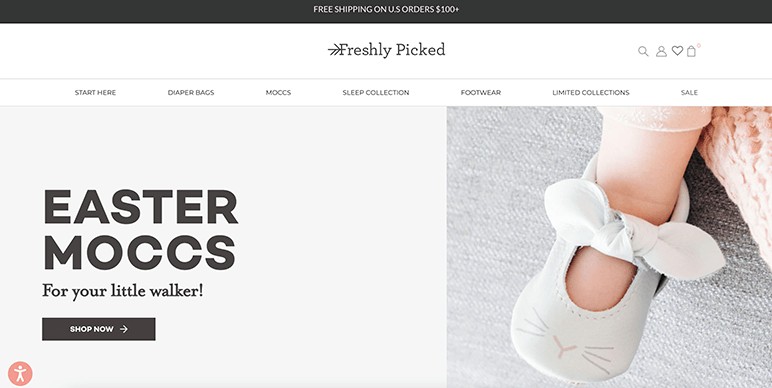 FREE SHIPPING ON U.S ORDERS $100+
Freshly Picked
0
START HERE DIAPER BAGS MOCCS SLEEP COLLECTION FOOTWEAR LIMITED COLLECTIONS SALE
EASTER
MOCCS
For your little walker!
SHOP NOW